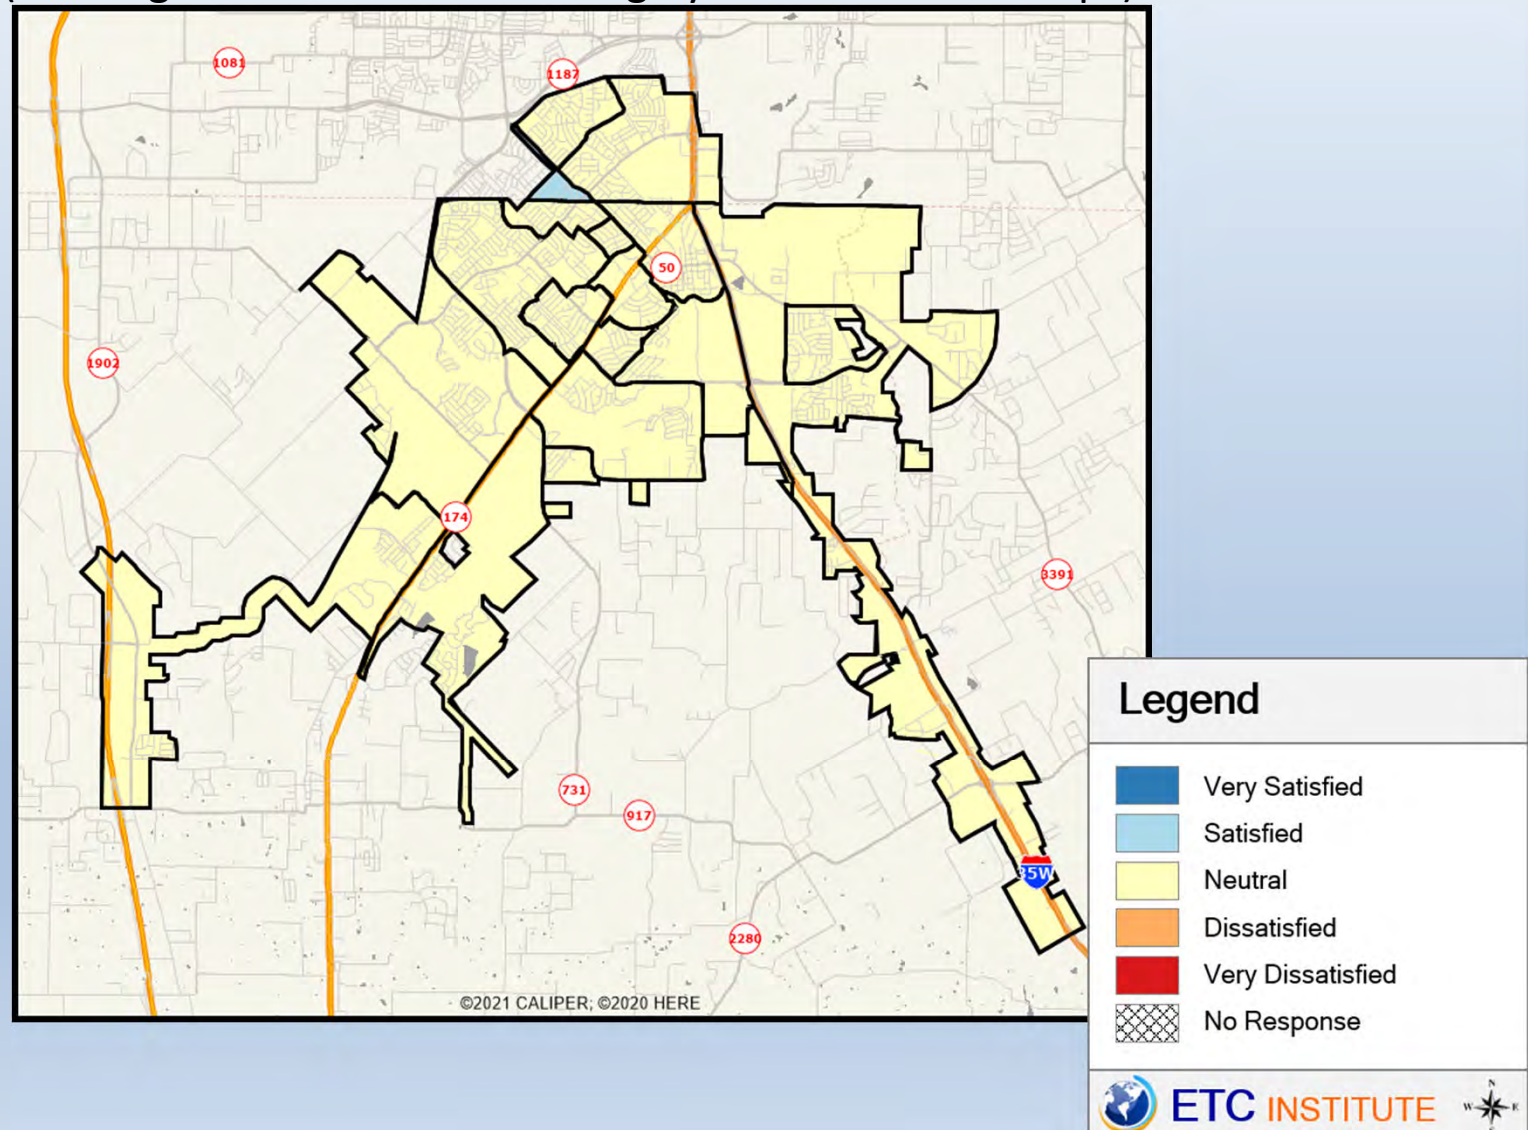 1081
1187
50
1902
174
3391
731
917
35W
2280
©2021 CALIPER; ©2020 HERE
Legend
Very Satisfied
Satisfied
Neutral
Dissatisfied
Very Dissatisfied
No Response
ETC INSTITUTE
N
W E